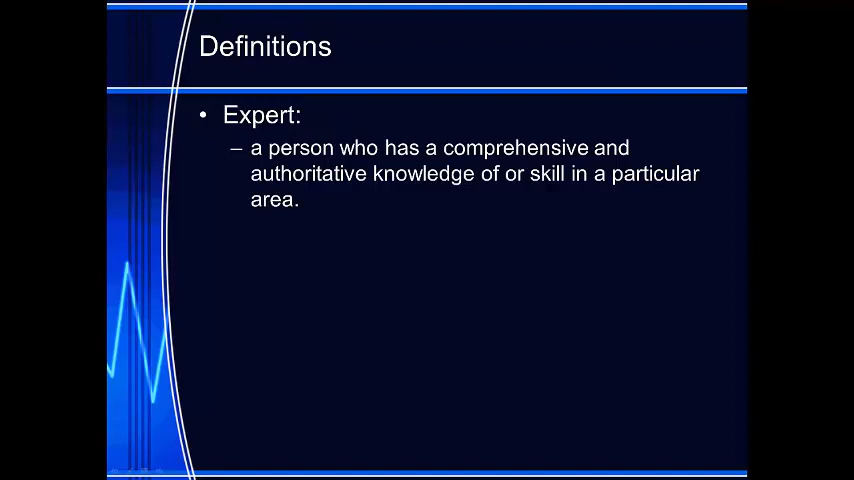 Definitions
• Expert:
– a person who has a comprehensive and
authoritative knowledge of or skill in a particular
area.